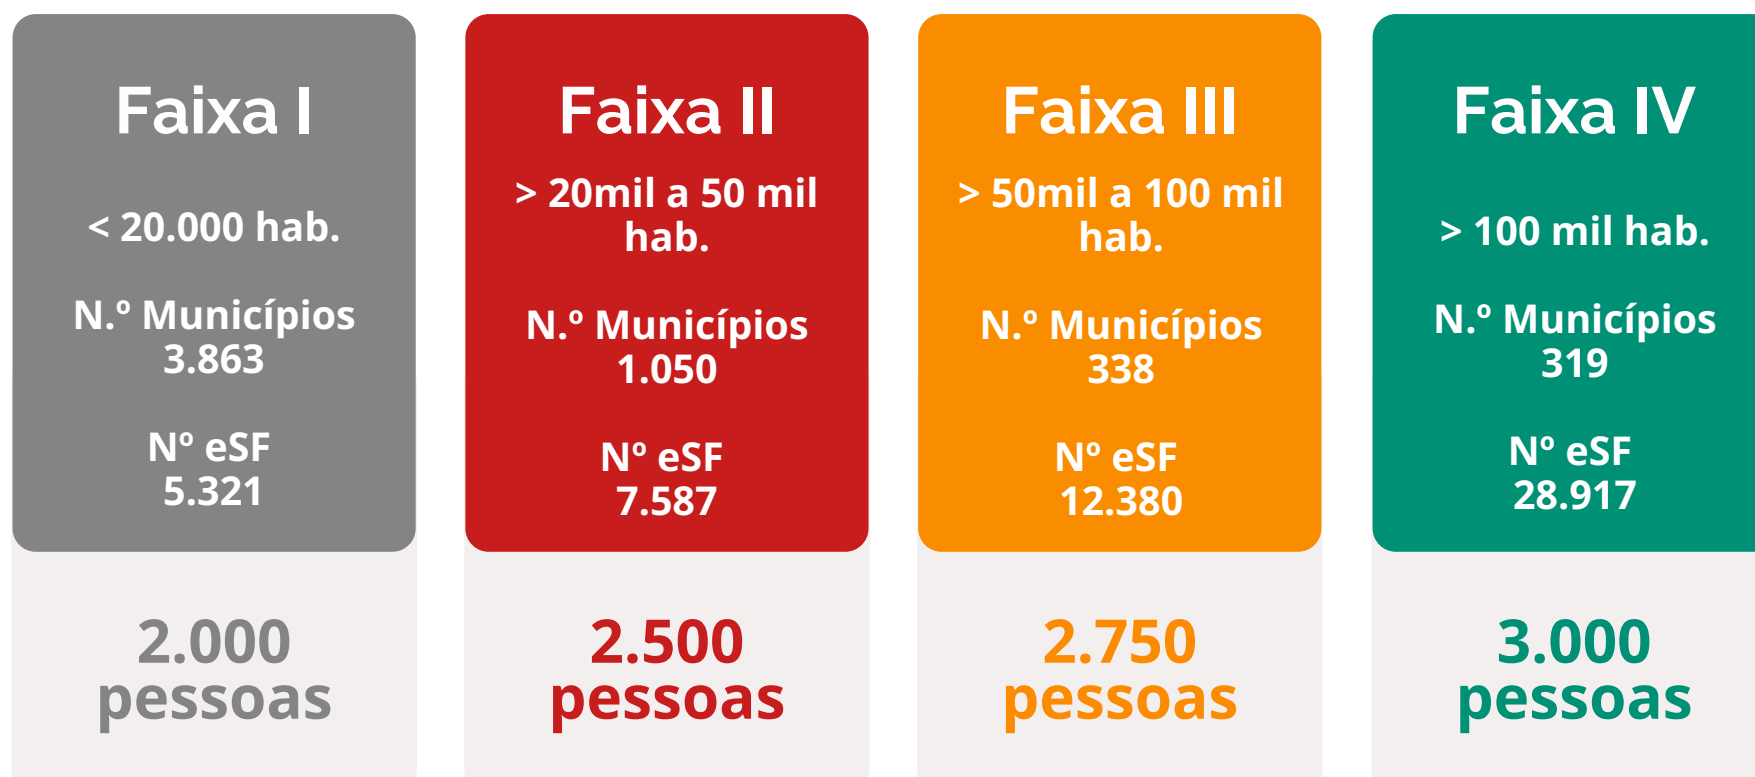 Faixa I
< 20.000 hab.
N.º Municípios
3.863
Nº eSF
5.321
2.000
pessoas
Faixa II
> 20mil a 50 mil
hab.
N.º Municípios
1.050
Nº eSF
7.587
2.500
pessoas
Faixa III
> 50mil a 100 mil
hab.
N.º Municípios
338
Nº eSF
12.380
2.750
pessoas
Faixa IV
> 100 mil hab.
N.º Municípios
319
Nº eSF
28.917
3.000
pessoas